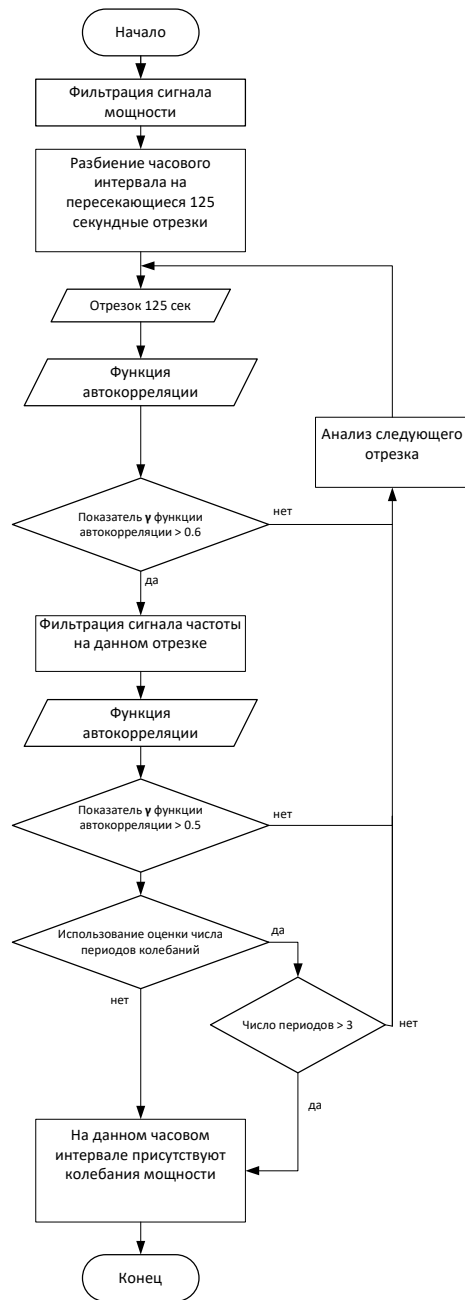 Начало
Фильтрация сигнала
мощности
Разбиение часового
интервала на
пересекающиеся 125
секундные отрезки
Отрезок 125 сек
Функция
автокорреляции
Анализ следующего
отрезка
Показатель γ функции
автокорреляции > 0.6
нет
да
Фильтрация сигнала частоты
на данном отрезке
Функция
автокорреляции
Показатель γ функции
автокорреляции > 0.5
нет
Использование оценки числа
периодов колебаний
да
нет
Число периодов > 3
нет
да
На данном часовом
интервале присутствуют
колебания мощности
Конец